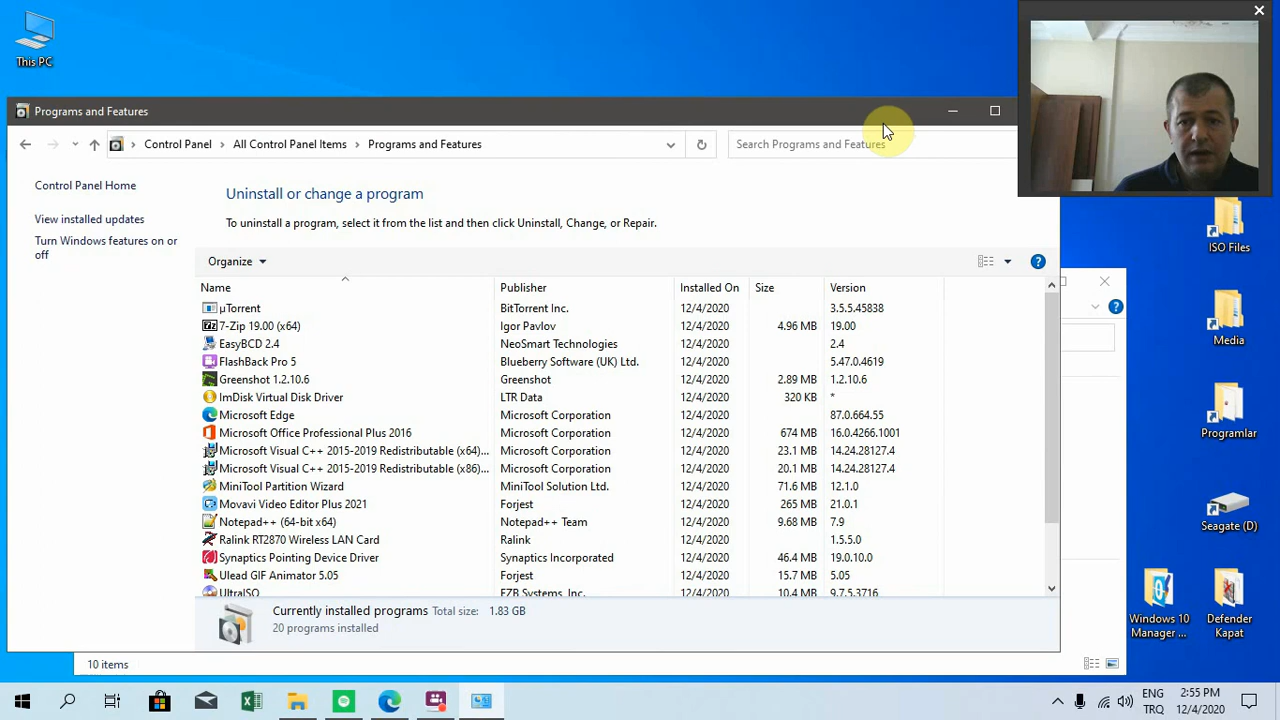 This PC
Programs and Features
Control Panel > All Control Panel Items > Programs and Features
Search Programs and Features
Control Panel Home
View installed updates
Turn Windows features on or
off
Uninstall or change a program
To uninstall a program, select it from the list and then click Uninstall, Change, or Repair.
Organize
Name Publisher Installed On Size Version
µTorrent BitTorrent Inc. 12/4/2020 3.5.5.45838
7-Zip 19.00 (x64) Igor Pavlov 12/4/2020 4.96 MB 19.00
EasyBCD 2.4 NeoSmart Technologies 12/4/2020 2.4
FlashBack Pro 5 Blueberry Software (UK) Ltd. 12/4/2020 5.47.0.4619
Greenshot 1.2.10.6 Greenshot 12/4/2020 2.89 MB 1.2.10.6
ImDisk Virtual Disk Driver LTR Data 12/4/2020 320 KB *
Microsoft Edge Microsoft Corporation 12/4/2020 87.0.664.55
Microsoft Office Professional Plus 2016 Microsoft Corporation 12/4/2020 674 MB 16.0.4266.1001
Microsoft Visual C++ 2015-2019 Redistributable (x64)... Microsoft Corporation 12/4/2020 23.1 MB 14.24.28127.4
Microsoft Visual C++ 2015-2019 Redistributable (x86)... Microsoft Corporation 12/4/2020 20.1 MB 14.24.28127.4
MiniTool Partition Wizard MiniTool Solution Ltd. 12/4/2020 71.6 MB 12.1.0
Movavi Video Editor Plus 2021 Forjest 12/4/2020 265 MB 21.0.1
Notepad++ (64-bit x64) Notepad++ Team 12/4/2020 9.68 MB 7.9
Ralink RT2870 Wireless LAN Card Ralink 12/4/2020 1.5.5.0
Synaptics Pointing Device Driver Synaptics Incorporated 12/4/2020 46.4 MB 19.0.10.0
Ulead GIF Animator 5.05 Forjest 12/4/2020 15.7 MB 5.05
UltraISO EZB Systems, Inc. 12/4/2020 10.4 MB 9.7.5.3716
Currently installed programs Total size: 1.83 GB
20 programs installed
10 items
ISO Files
Media
Programlar
Seagate (D)
Windows 10
Manager ...
Defender
Kapat
ENG
TRQ
2:55 PM
12/4/2020